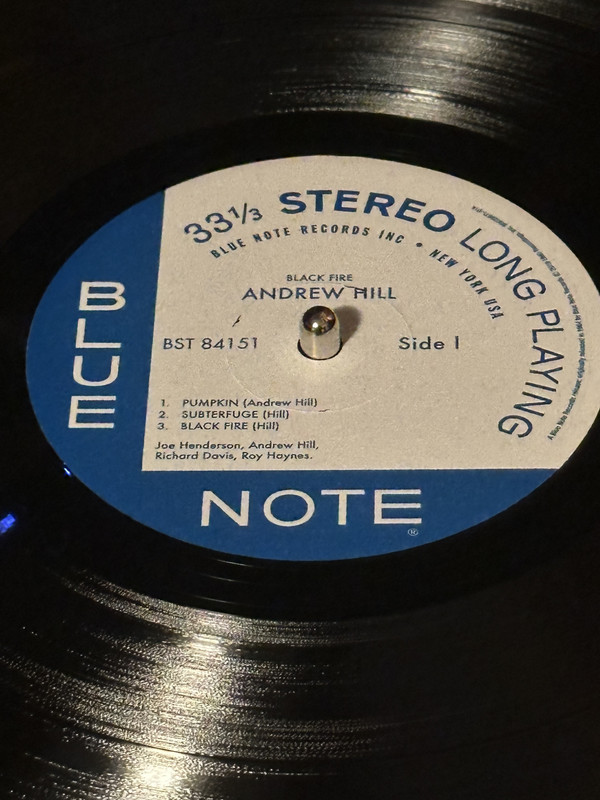 33⅓ STEREO LONG PLAYING
BLUE NOTE RECORDS INC • NEW YORK USA
BLACK FIRE
ANDREW HILL
BST 84151
Side 1
1. PUMPKIN (Andrew Hill)
2. SUBTERFUGE (Hill)
3. BLACK FIRE (Hill)
Joe Henderson, Andrew Hill,
Richard Davis, Roy Haynes.
BLUE
NOTE
®